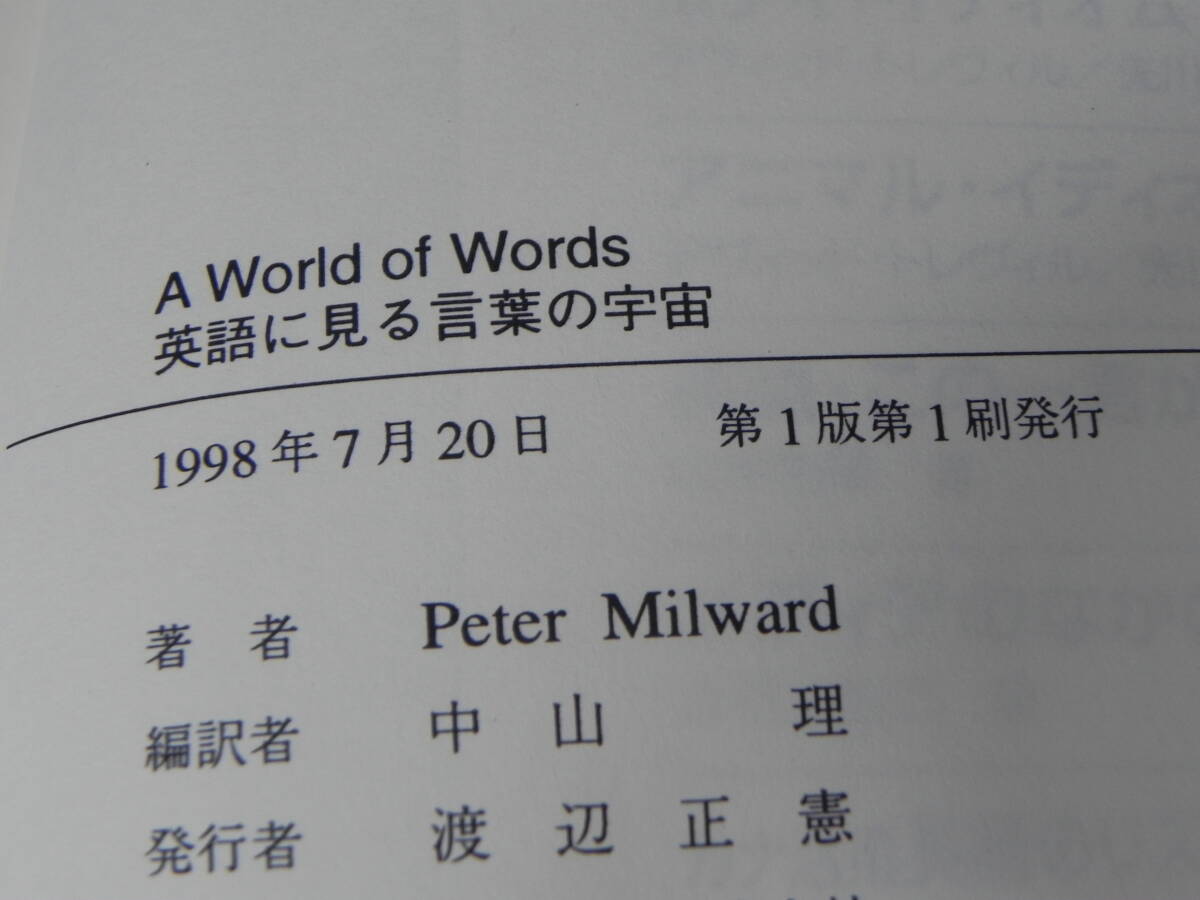 A World of Words
英語に見る言葉の宇宙
1998年7月20日 第1版第1刷発行
著 者 Peter Milward
編訳者 中 山 理
発行者 渡 辺 正 憲